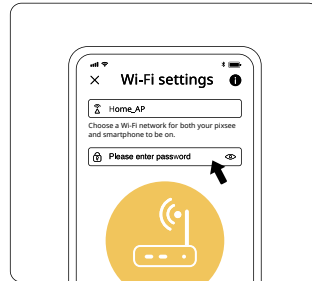 Wi-Fi settings
Home_AP
Choose a Wi-Fi network for both your pixsee
and smartphone to be on.
Please enter password